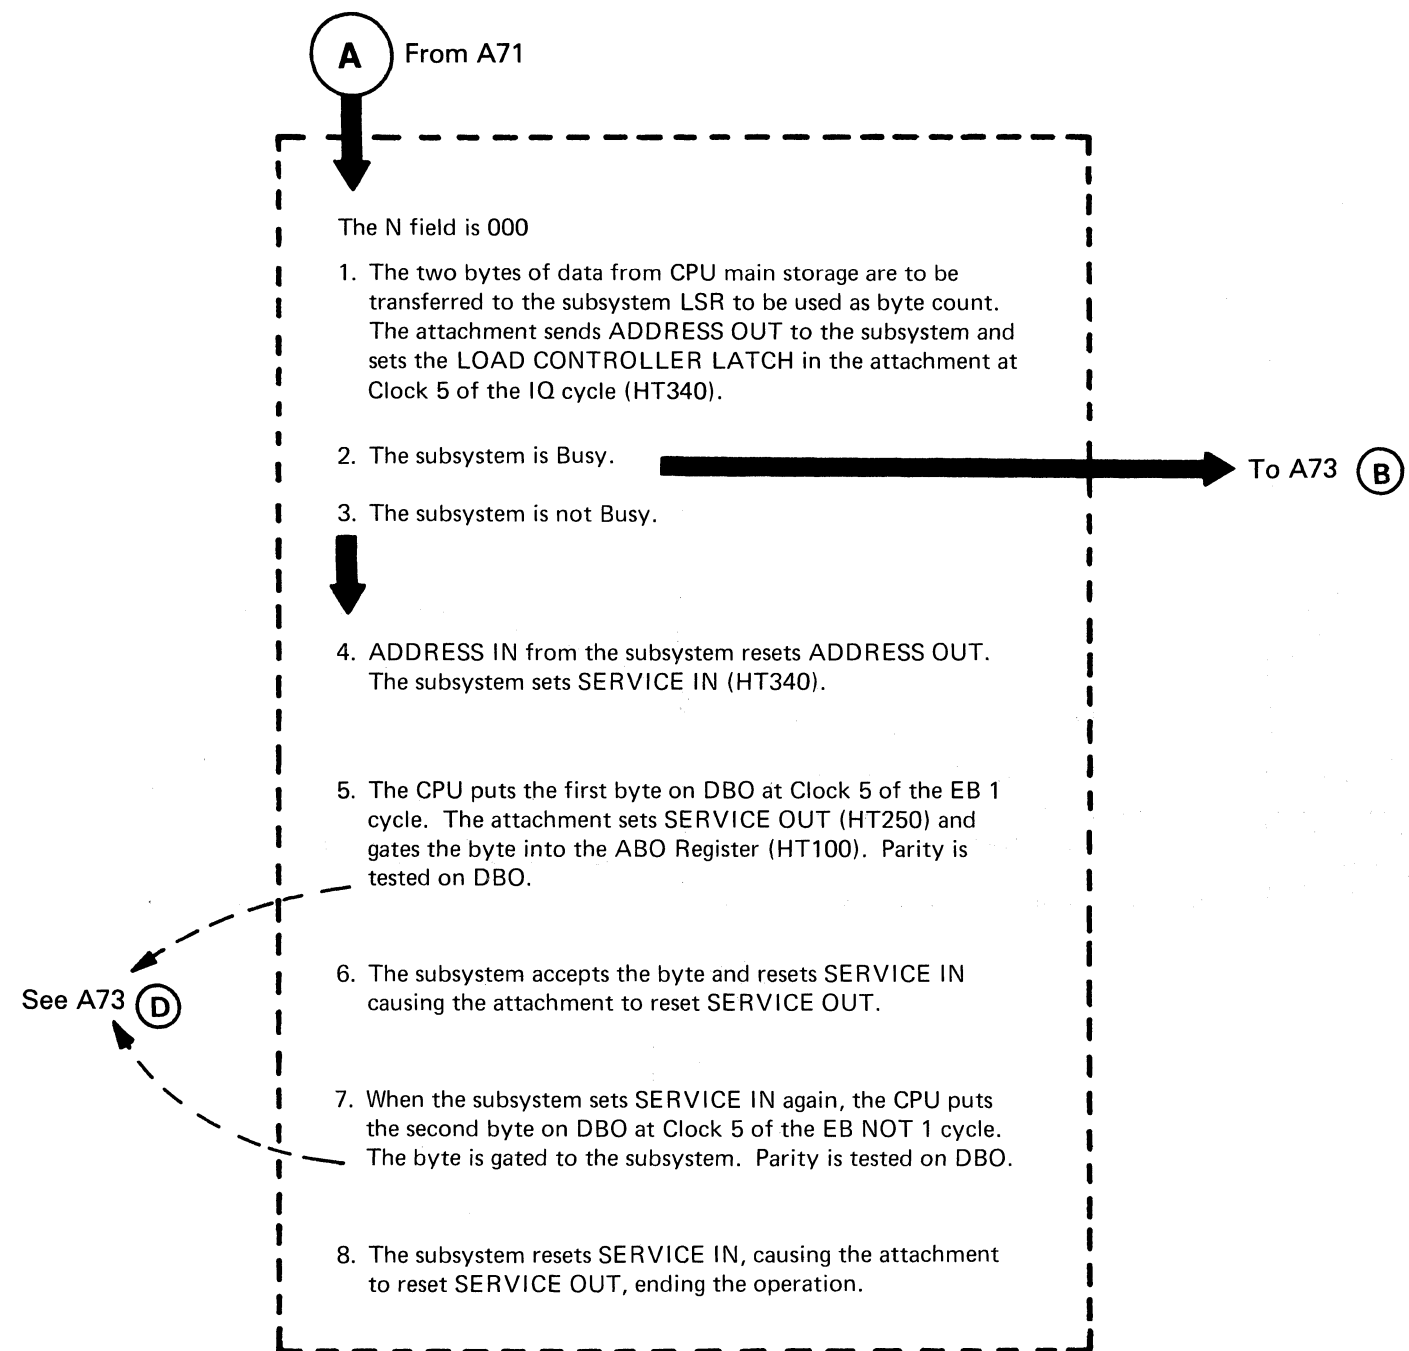 A From A71
The N field is 000
1. The two bytes of data from CPU main storage are to be
transferred to the subsystem LSR to be used as byte count.
The attachment sends ADDRESS OUT to the subsystem and
sets the LOAD CONTROLLER LATCH in the attachment at
Clock 5 of the IQ cycle (HT340).
2. The subsystem is Busy.
To A73 B
3. The subsystem is not Busy.
4. ADDRESS IN from the subsystem resets ADDRESS OUT.
The subsystem sets SERVICE IN (HT340).
5. The CPU puts the first byte on DBO at Clock 5 of the EB 1
cycle. The attachment sets SERVICE OUT (HT250) and
gates the byte into the ABO Register (HT100). Parity is
tested on DBO.
6. The subsystem accepts the byte and resets SERVICE IN
causing the attachment to reset SERVICE OUT.
See A73 D
7. When the subsystem sets SERVICE IN again, the CPU puts
the second byte on DBO at Clock 5 of the EB NOT 1 cycle.
The byte is gated to the subsystem. Parity is tested on DBO.
8. The subsystem resets SERVICE IN, causing the attachment
to reset SERVICE OUT, ending the operation.